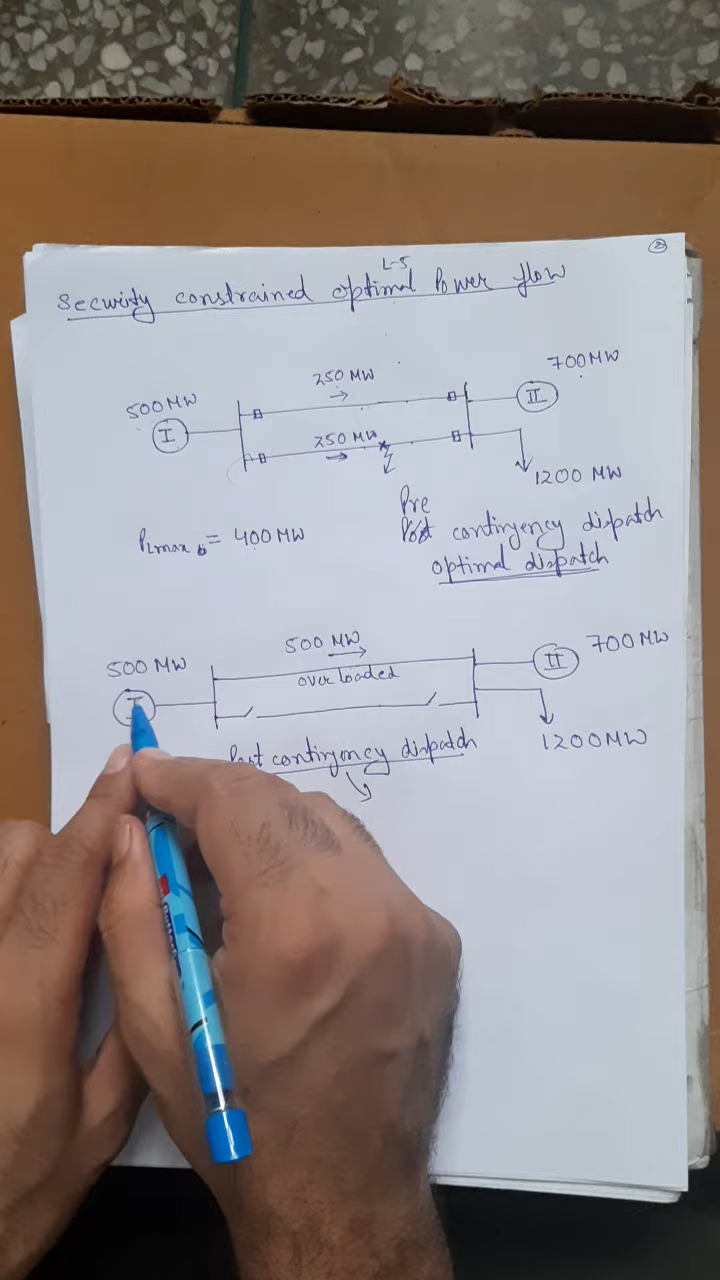 ②
L-5
Security constrained optimal Power flow
700 MW
250 MW
500 MW
II
I
250 MW
1200 MW
Pre
PLmax = 400 MW
Post contingency dispatch
optimal dispatch
500 MW
700 MW
500 MW
II
over loaded
I
1200 MW
Post contingency dispatch